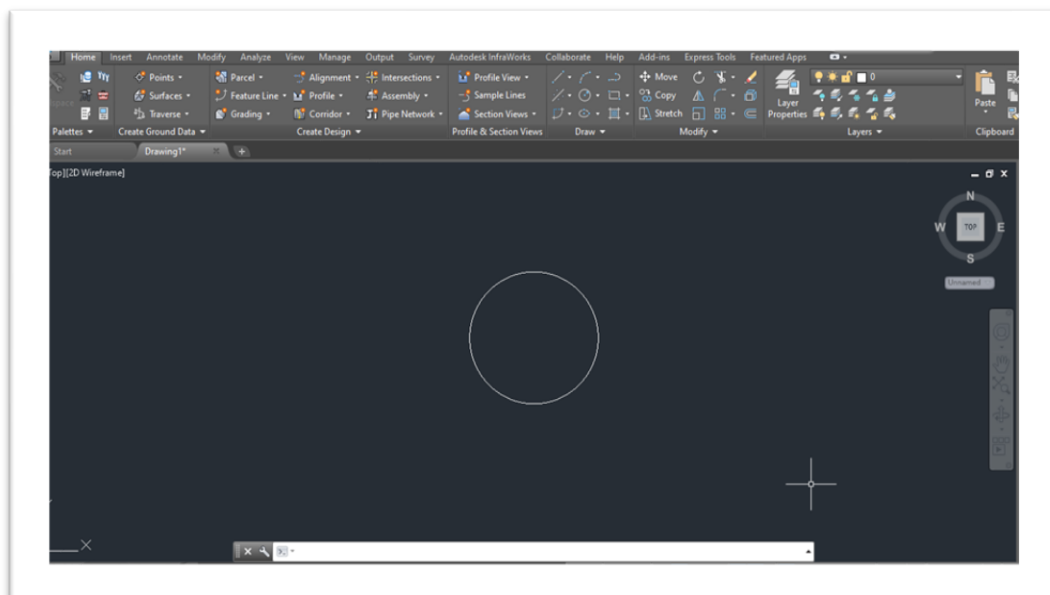 Home Insert Annotate Modify Analyze View Manage Output Survey Autodesk InfraWorks Collaborate Help Add-ins Express Tools Featured Apps
Points Parcel Alignment Intersections Profile View Move 0
Surfaces Feature Line Profile Assembly Sample Lines Copy Layer Properties Paste
Traverse Grading Corridor Pipe Network Section Views Stretch
Palettes Create Ground Data Create Design Profile & Section Views Draw Modify Layers Clipboard
Start Drawing1*
Top][2D Wireframe]
N
W TOP E
S
Unnamed
X